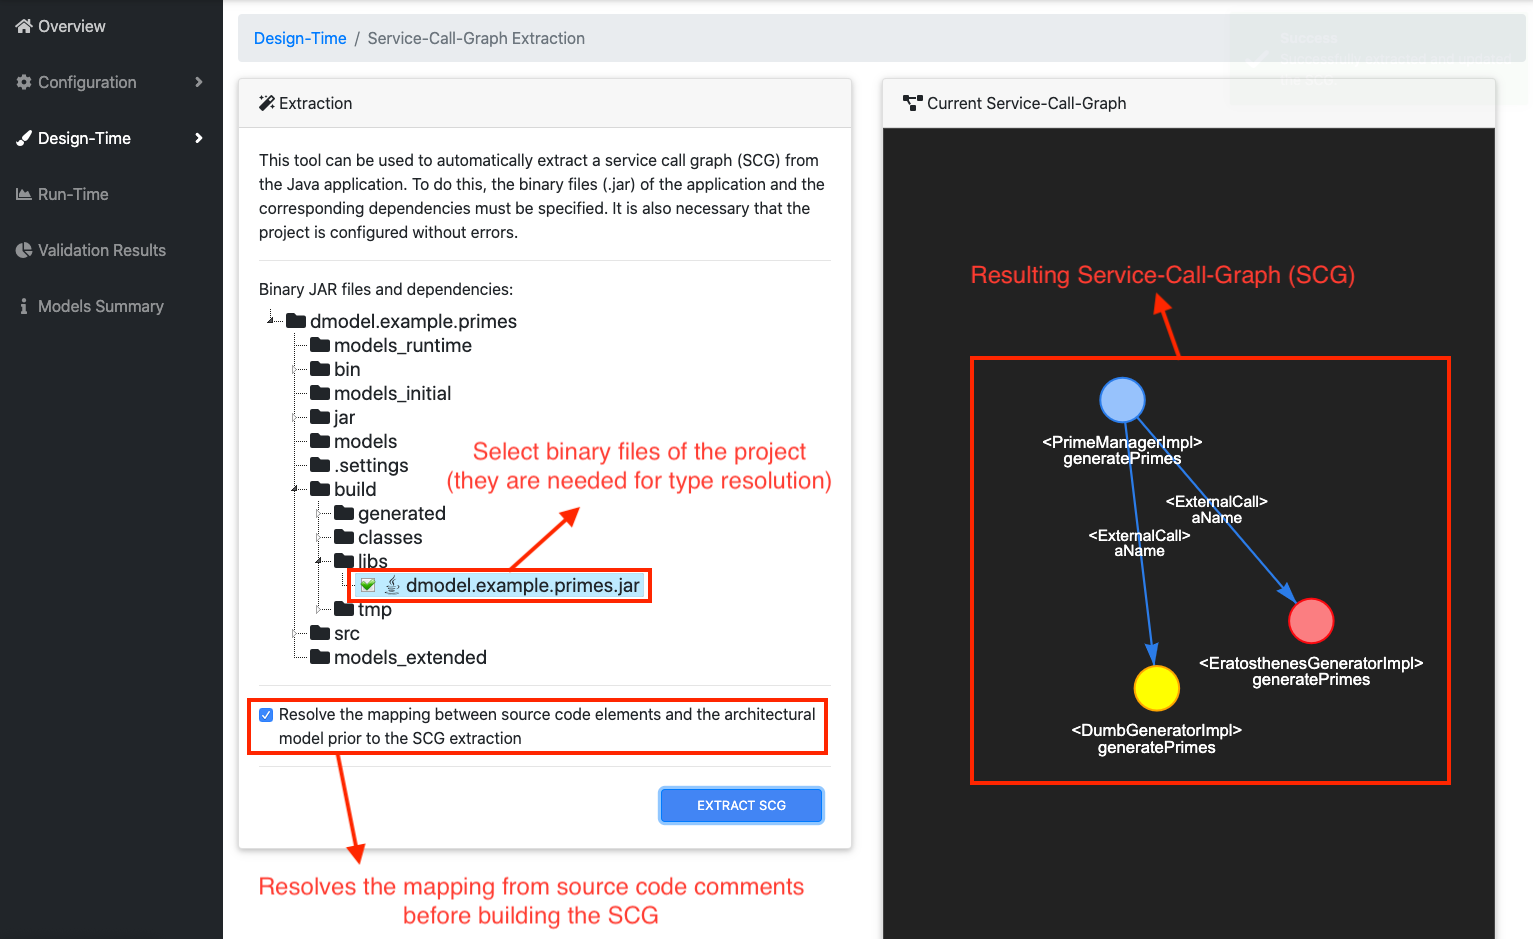 Overview
Configuration
Design-Time
Run-Time
Validation Results
Models Summary
Design-Time / Service-Call-Graph Extraction
Extraction
This tool can be used to automatically extract a service call graph (SCG) from
the Java application. To do this, the binary files (.jar) of the application and the
corresponding dependencies must be specified. It is also necessary that the
project is configured without errors.
Binary JAR files and dependencies:
dmodel.example.primes
models_runtime
bin
models_initial
jar
models
.settings
build
generated
classes
libs
dmodel.example.primes.jar
tmp
src
models_extended
Select binary files of the project
(they are needed for type resolution)
Resolve the mapping between source code elements and the architectural
model prior to the SCG extraction
EXTRACT SCG
Resolves the mapping from source code comments
before building the SCG
Current Service-Call-Graph
Resulting Service-Call-Graph (SCG)
<PrimeManagerImpl>
generatePrimes
<ExternalCall>
aName
<ExternalCall>
aName
<EratosthenesGeneratorImpl>
generatePrimes
<DumbGeneratorImpl>
generatePrimes